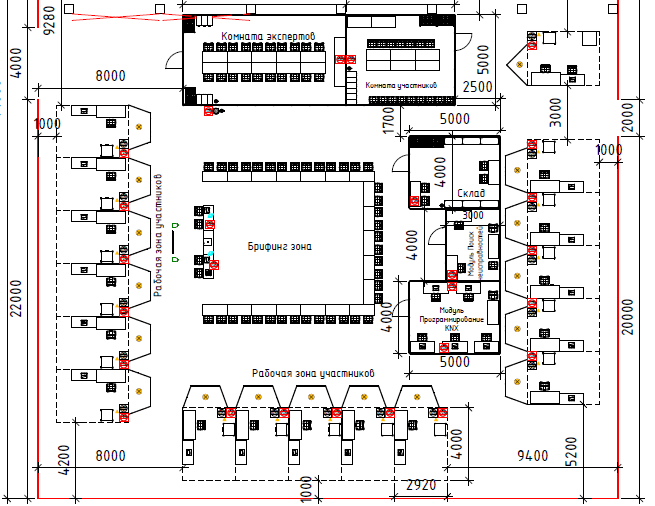 9280
4000
8000
Комната экспертов
Комната участников
5000
2500
3000
2000
1000
1700
5000
1000
4000
Склад
3000
Рабочая зона участников
Брифинг зона
4000
Модуль Поиск
неисправностей
22000
4000
Модуль
Программирование
KNX
20000
5000
Рабочая зона участников
4200
8000
4000
9400
5200
1000
2920